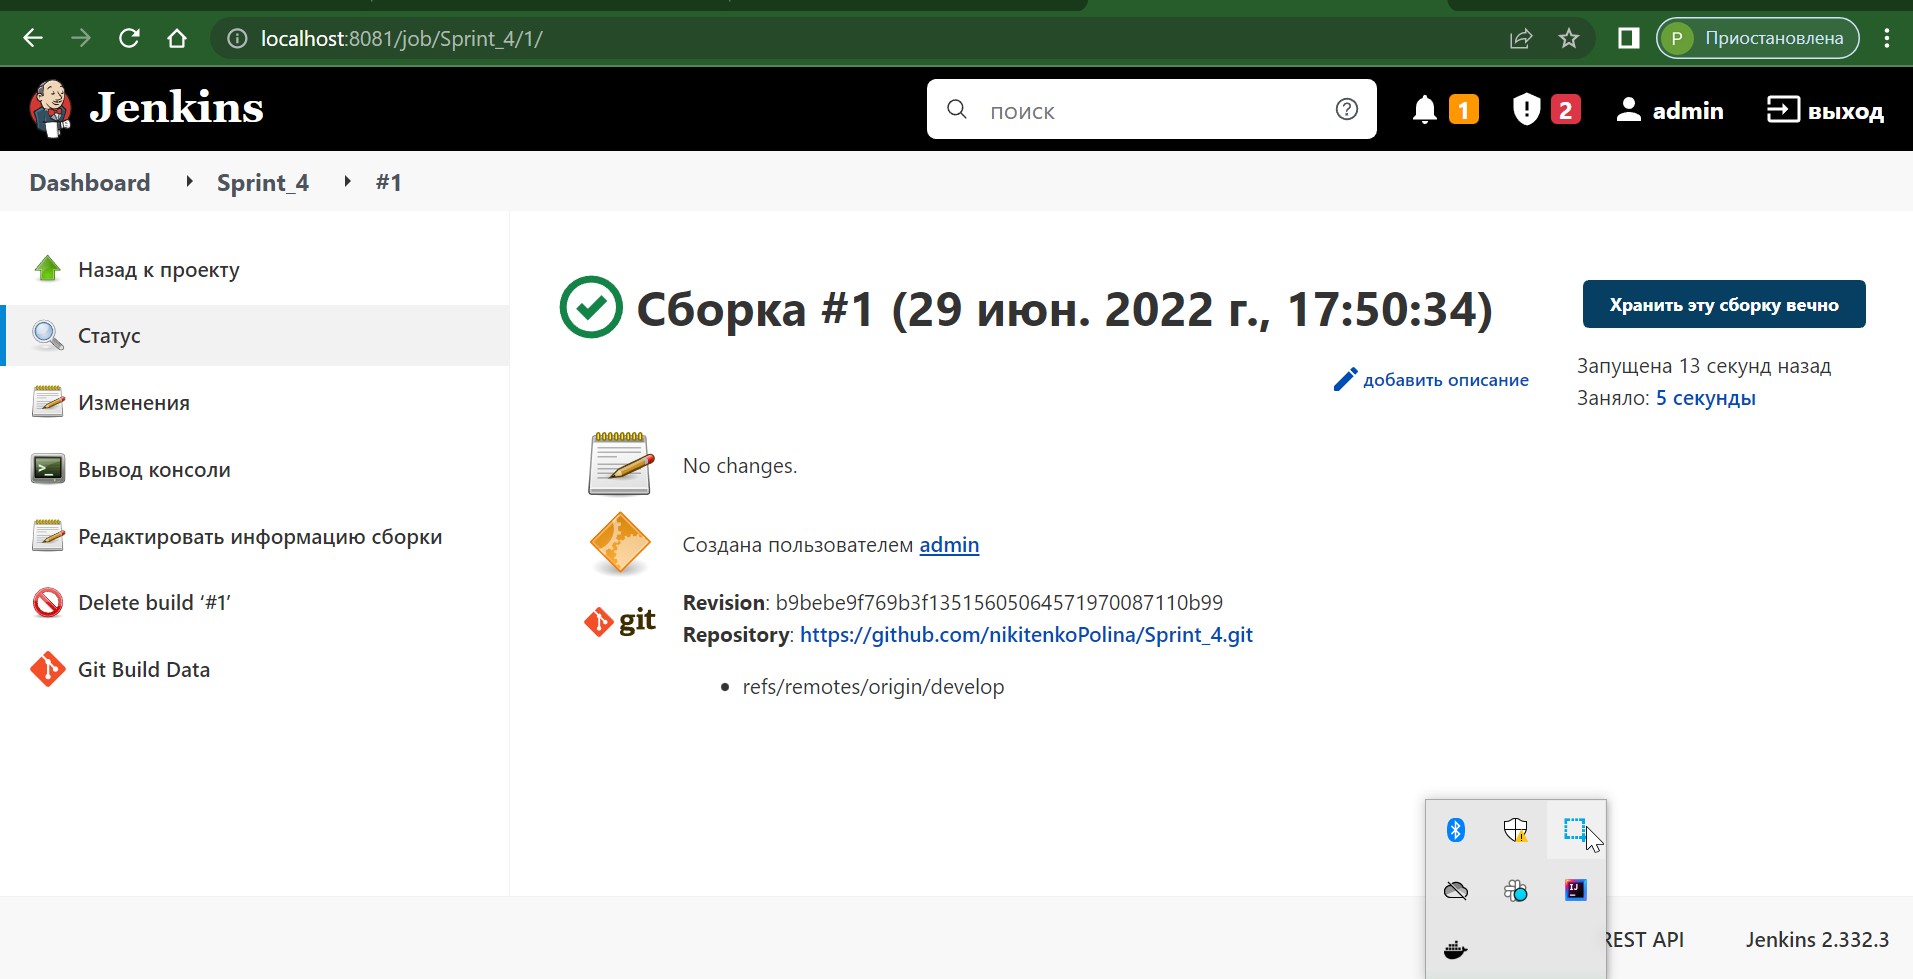 localhost:8081/job/Sprint_4/1/
P Приостановлена
Jenkins
поиск
1
2
admin
выход
Dashboard
Sprint_4
#1
Назад к проекту
Статус
Изменения
Вывод консоли
Редактировать информацию сборки
Delete build ‘#1’
Git Build Data
Сборка #1 (29 июн. 2022 г., 17:50:34)
Хранить эту сборку вечно
добавить описание
Запущена 13 секунд назад
Заняло: 5 секунды
No changes.
Создана пользователем admin
git
Revision: b9bebe9f769b3f13515605064571970087110b99
Repository: https://github.com/nikitenkoPolina/Sprint_4.git
refs/remotes/origin/develop
IJ
REST API
Jenkins 2.332.3